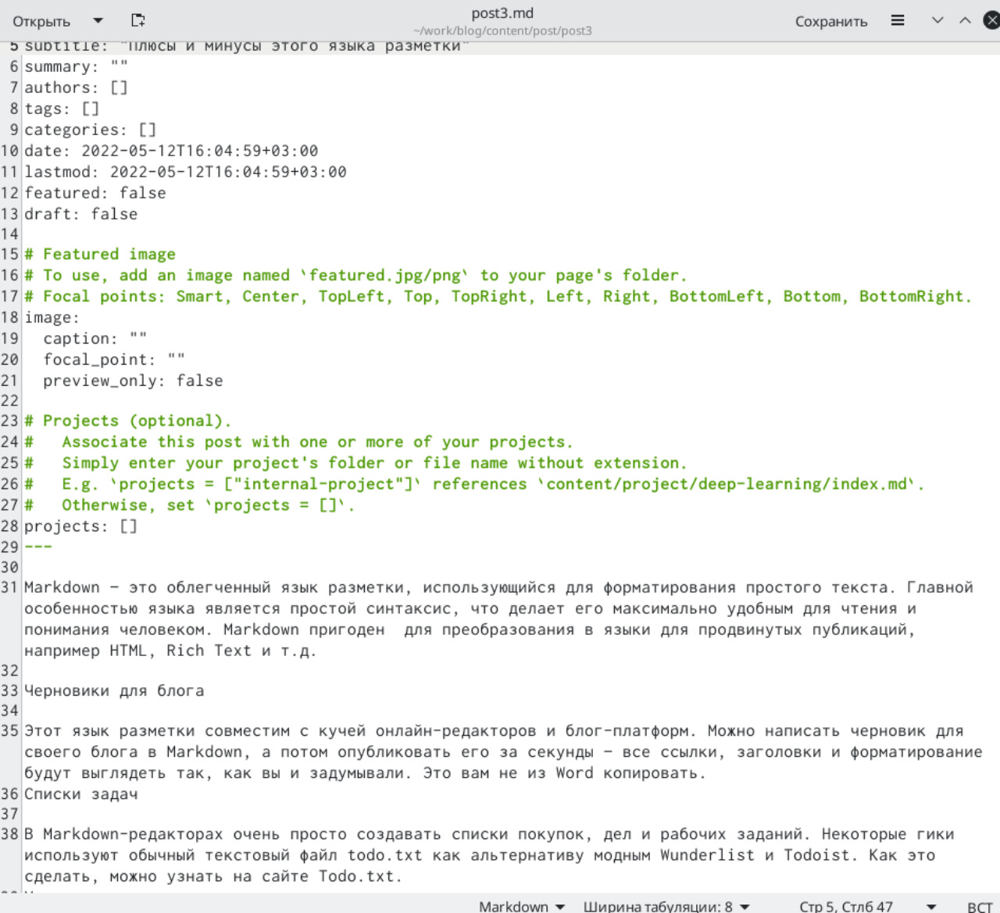 Открыть
post3.md
~/work/blog/content/post/post3
Сохранить
5 subtitle: "Плюсы и минусы этого языка разметки"
6 summary: ""
7 authors: []
8 tags: []
9 categories: []
10 date: 2022-05-12T16:04:59+03:00
11 lastmod: 2022-05-12T16:04:59+03:00
12 featured: false
13 draft: false
14
15 # Featured image
16 # To use, add an image named `featured.jpg/png` to your page's folder.
17 # Focal points: Smart, Center, TopLeft, Top, TopRight, Left, Right, BottomLeft, Bottom, BottomRight.
18 image:
19   caption: ""
20   focal_point: ""
21   preview_only: false
22
23 # Projects (optional).
24 #   Associate this post with one or more of your projects.
25 #   Simply enter your project's folder or file name without extension.
26 #   E.g. `projects = ["internal-project"]` references `content/project/deep-learning/index.md`.
27 #   Otherwise, set `projects = []`.
28 projects: []
29 ---
30
31 Markdown – это облегченный язык разметки, использующийся для форматирования простого текста. Главной
особенностью языка является простой синтаксис, что делает его максимально удобным для чтения и
понимания человеком. Markdown пригоден  для преобразования в языки для продвинутых публикаций,
например HTML, Rich Text и т.д.
32
33 Черновики для блога
34
35 Этот язык разметки совместим с кучей онлайн-редакторов и блог-платформ. Можно написать черновик для
своего блога в Markdown, а потом опубликовать его за секунды – все ссылки, заголовки и форматирование
будут выглядеть так, как вы и задумывали. Это вам не из Word копировать.
36 Списки задач
37
38 В Markdown-редакторах очень просто создавать списки покупок, дел и рабочих заданий. Некоторые гики
используют обычный текстовый файл todo.txt как альтернативу модным Wunderlist и Todoist. Как это
сделать, можно узнать на сайте Todo.txt.
Markdown
Ширина табуляции: 8
Стр 5, Стлб 47
ВСТ